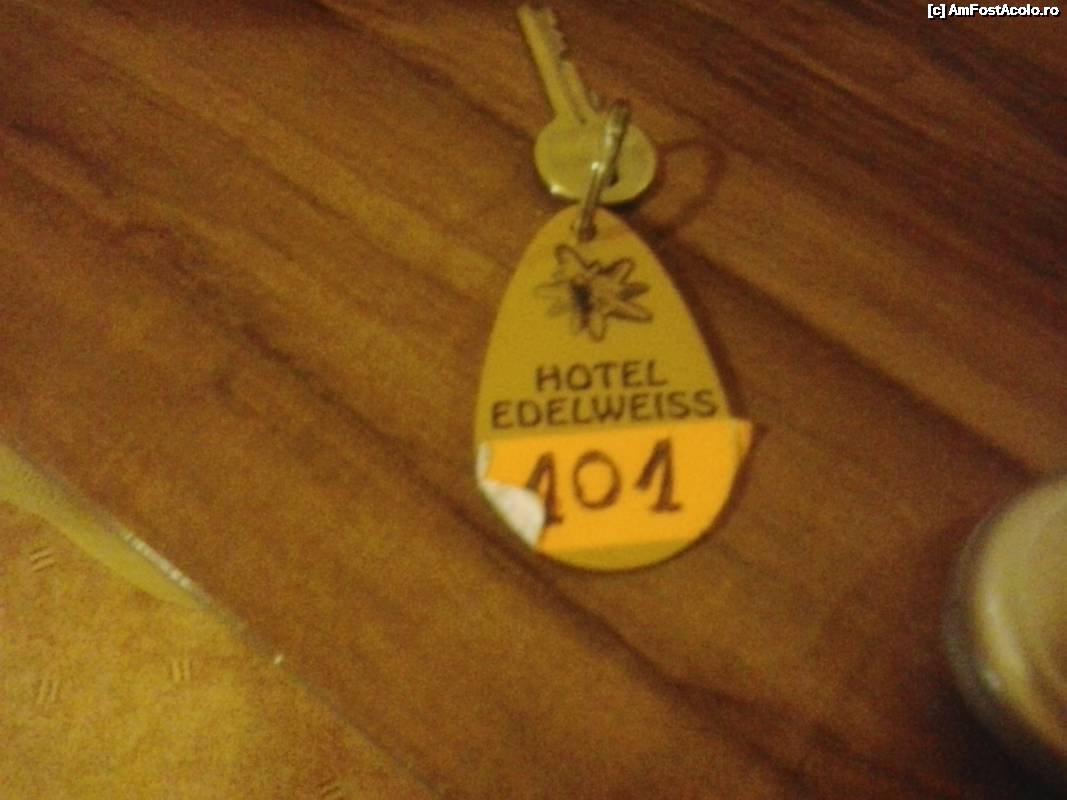 [c] AmFostAcolo.ro
HOTEL
EDELWEISS
101